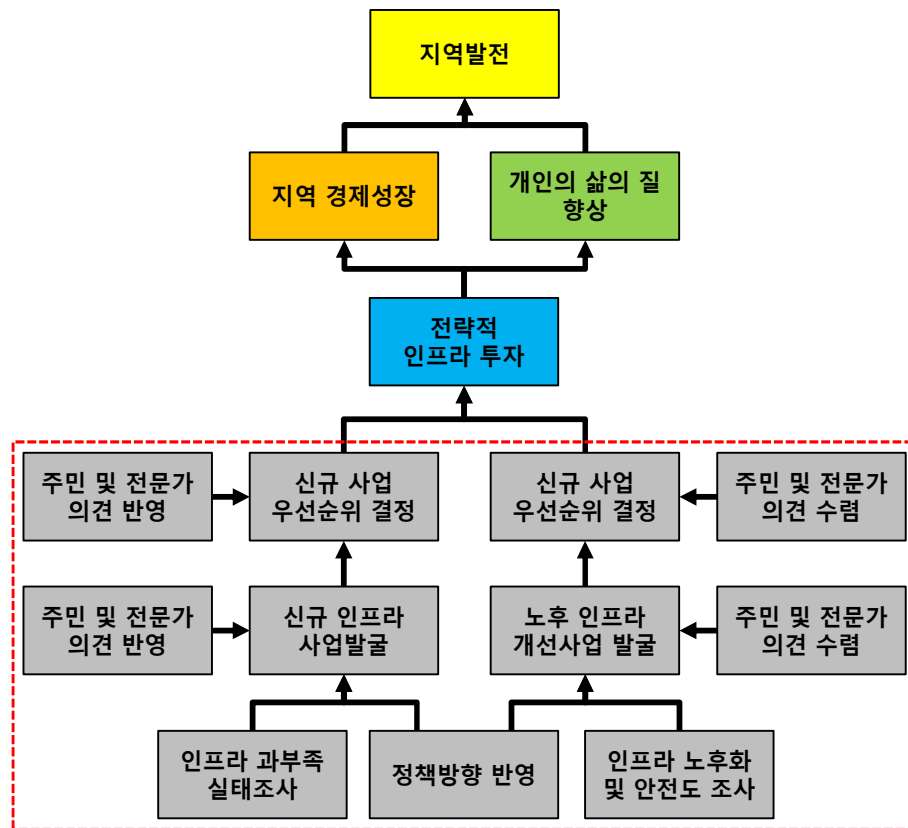 지역발전
지역 경제성장
개인의 삶의 질
향상
전략적
인프라 투자
주민 및 전문가
의견 반영
신규 사업
우선순위 결정
신규 사업
우선순위 결정
주민 및 전문가
의견 수렴
주민 및 전문가
의견 반영
신규 인프라
사업발굴
노후 인프라
개선사업 발굴
주민 및 전문가
의견 수렴
인프라 과부족
실태조사
정책방향 반영
인프라 노후화
및 안전도 조사